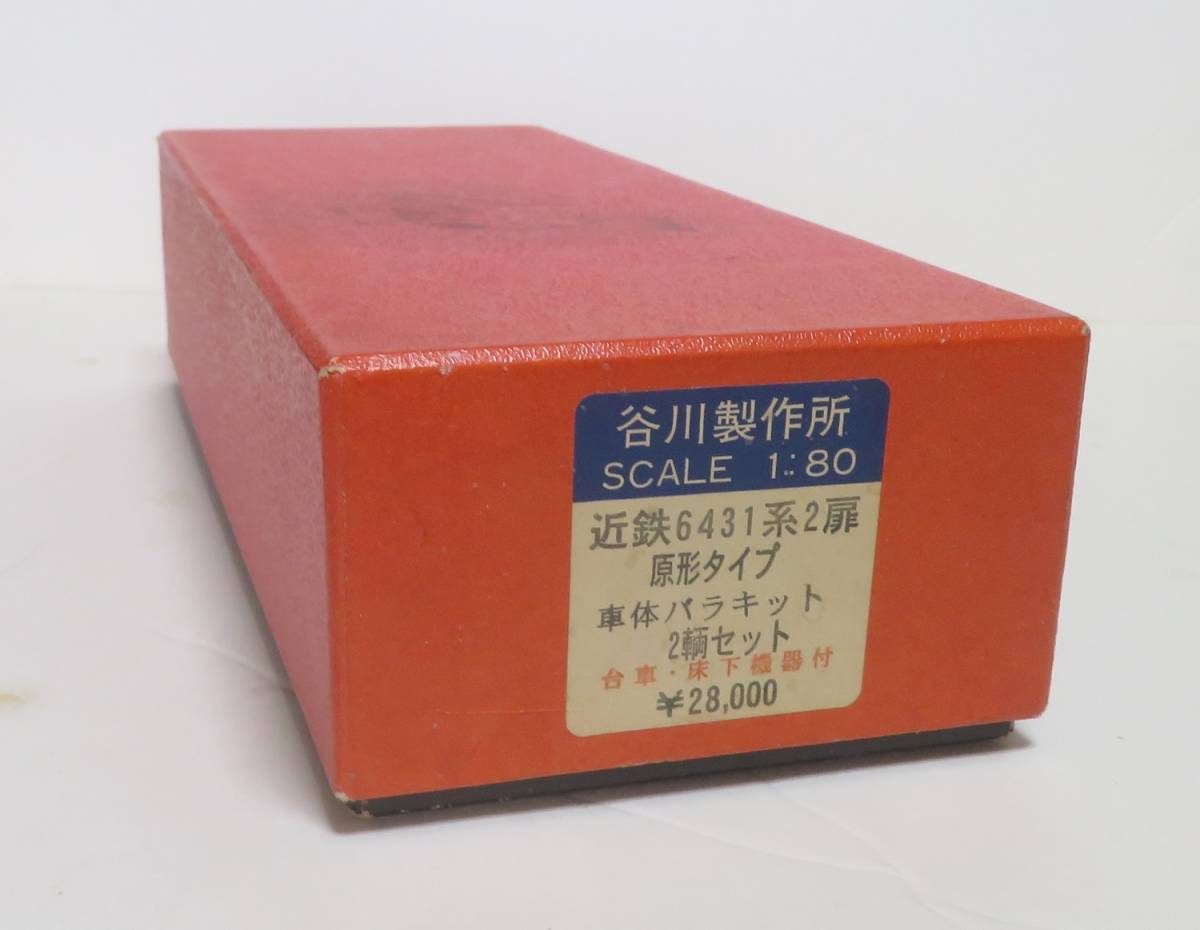 谷川製作所
SCALE 1:80
近鉄6431系2扉
原形タイプ
車体バラキット
2輌セット
台車・床下機器付
¥28,000